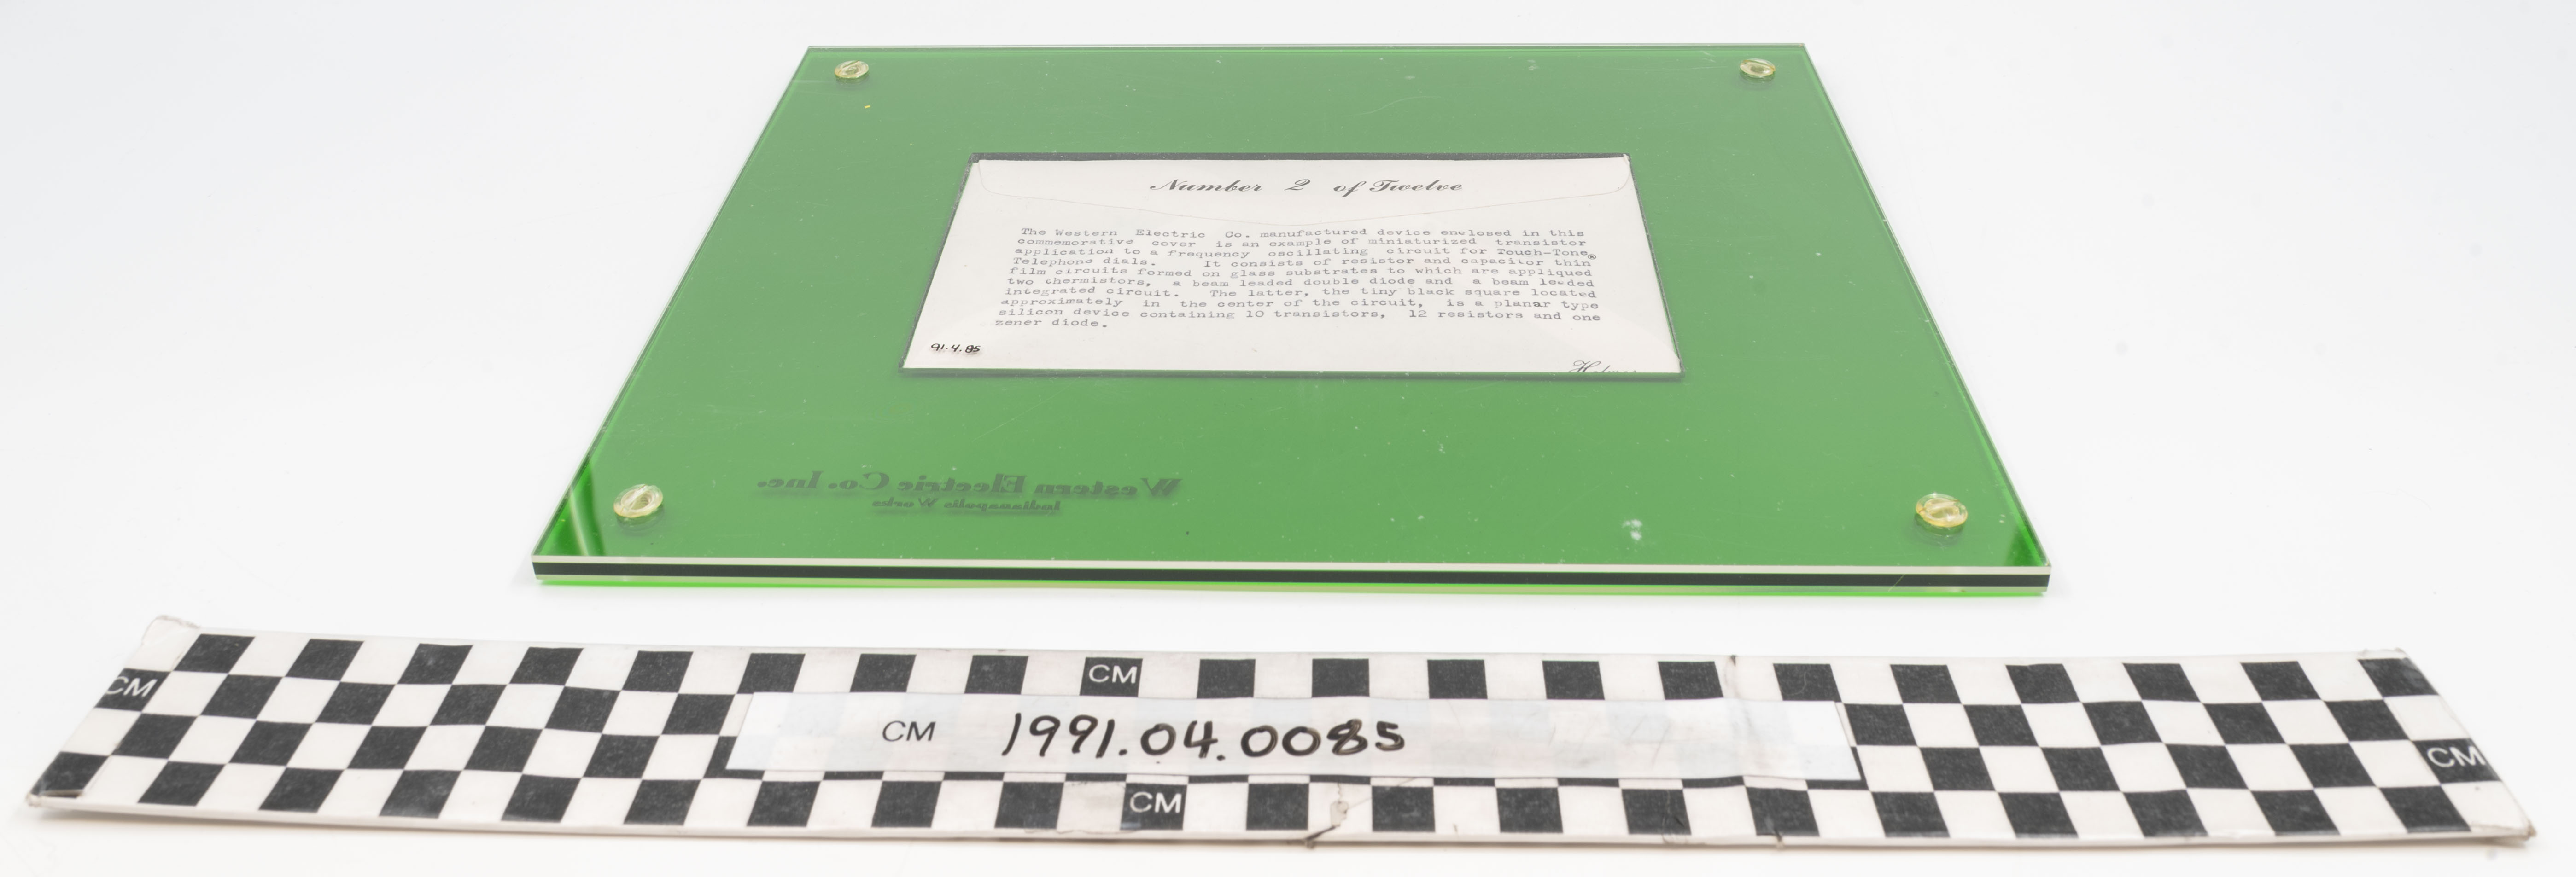 Number 2 of Twelve
The Western Electric Co. manufactured device enclosed in this
commemorative cover is an example of miniaturized transistor
application to a frequency oscillating circuit for Touch-Tone®
Telephone dials. It consists of resistor and capacitor thin
film circuits formed on glass substrates to which are appliqued
two thermistors, a beam leaded double diode and a beam leaded
integrated circuit. The latter, the tiny black square located
approximately in the center of the circuit, is a planar type
silicon device containing 10 transistors, 12 resistors and one
zener diode.
91.4.85
Western Electric Co. Inc.
Indianapolis Works
CM
CM
CM 1991.04.0085
CM
CM